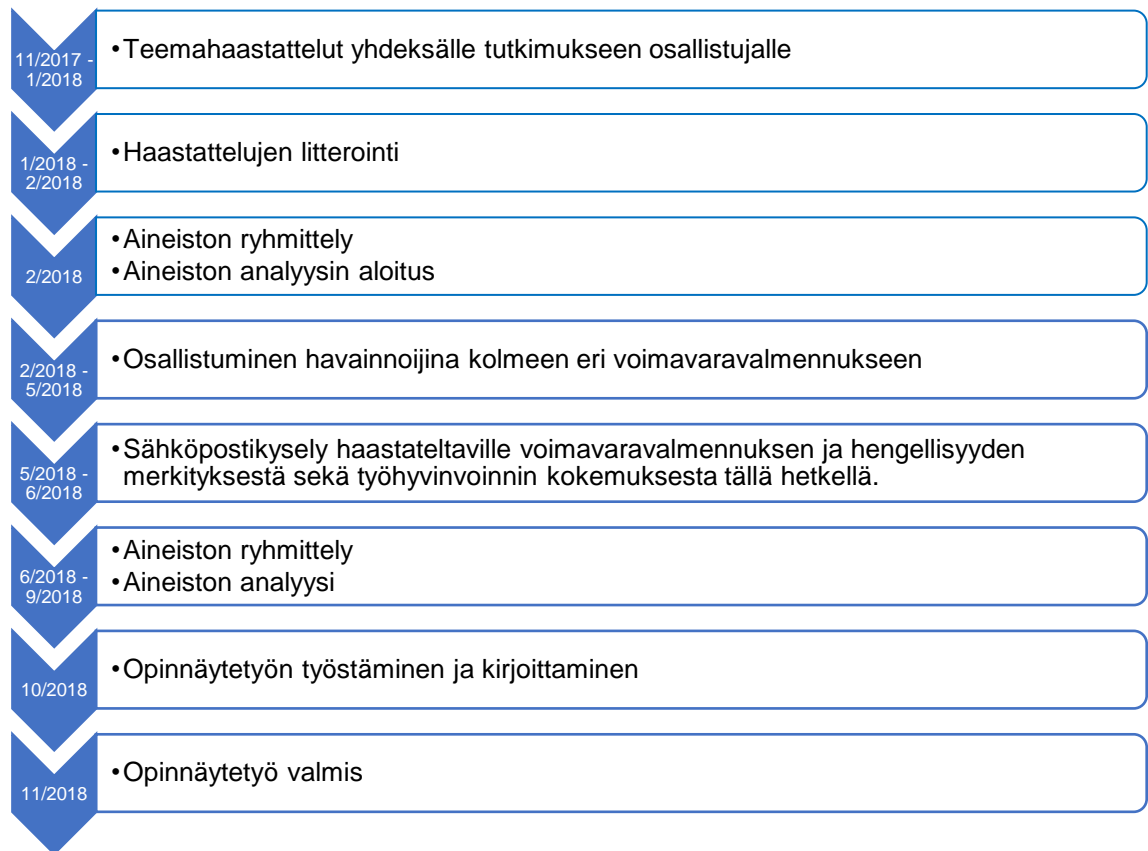 11/2017 -
1/2018
•Teemahaastattelut yhdeksälle tutkimukseen osallistujalle
1/2018 -
2/2018
•Haastattelujen litterointi
2/2018
•Aineiston ryhmittely
•Aineiston analyysin aloitus
2/2018 -
5/2018
•Osallistuminen havainnoijina kolmeen eri voimavaravalmennukseen
5/2018 -
6/2018
•Sähköpostikysely haastateltaville voimavaravalmennuksen ja hengellisyyden
merkityksestä sekä työhyvinvoinnin kokemuksesta tällä hetkellä.
6/2018 -
9/2018
•Aineiston ryhmittely
•Aineiston analyysi
10/2018
•Opinnäytetyön työstäminen ja kirjoittaminen
11/2018
•Opinnäytetyö valmis